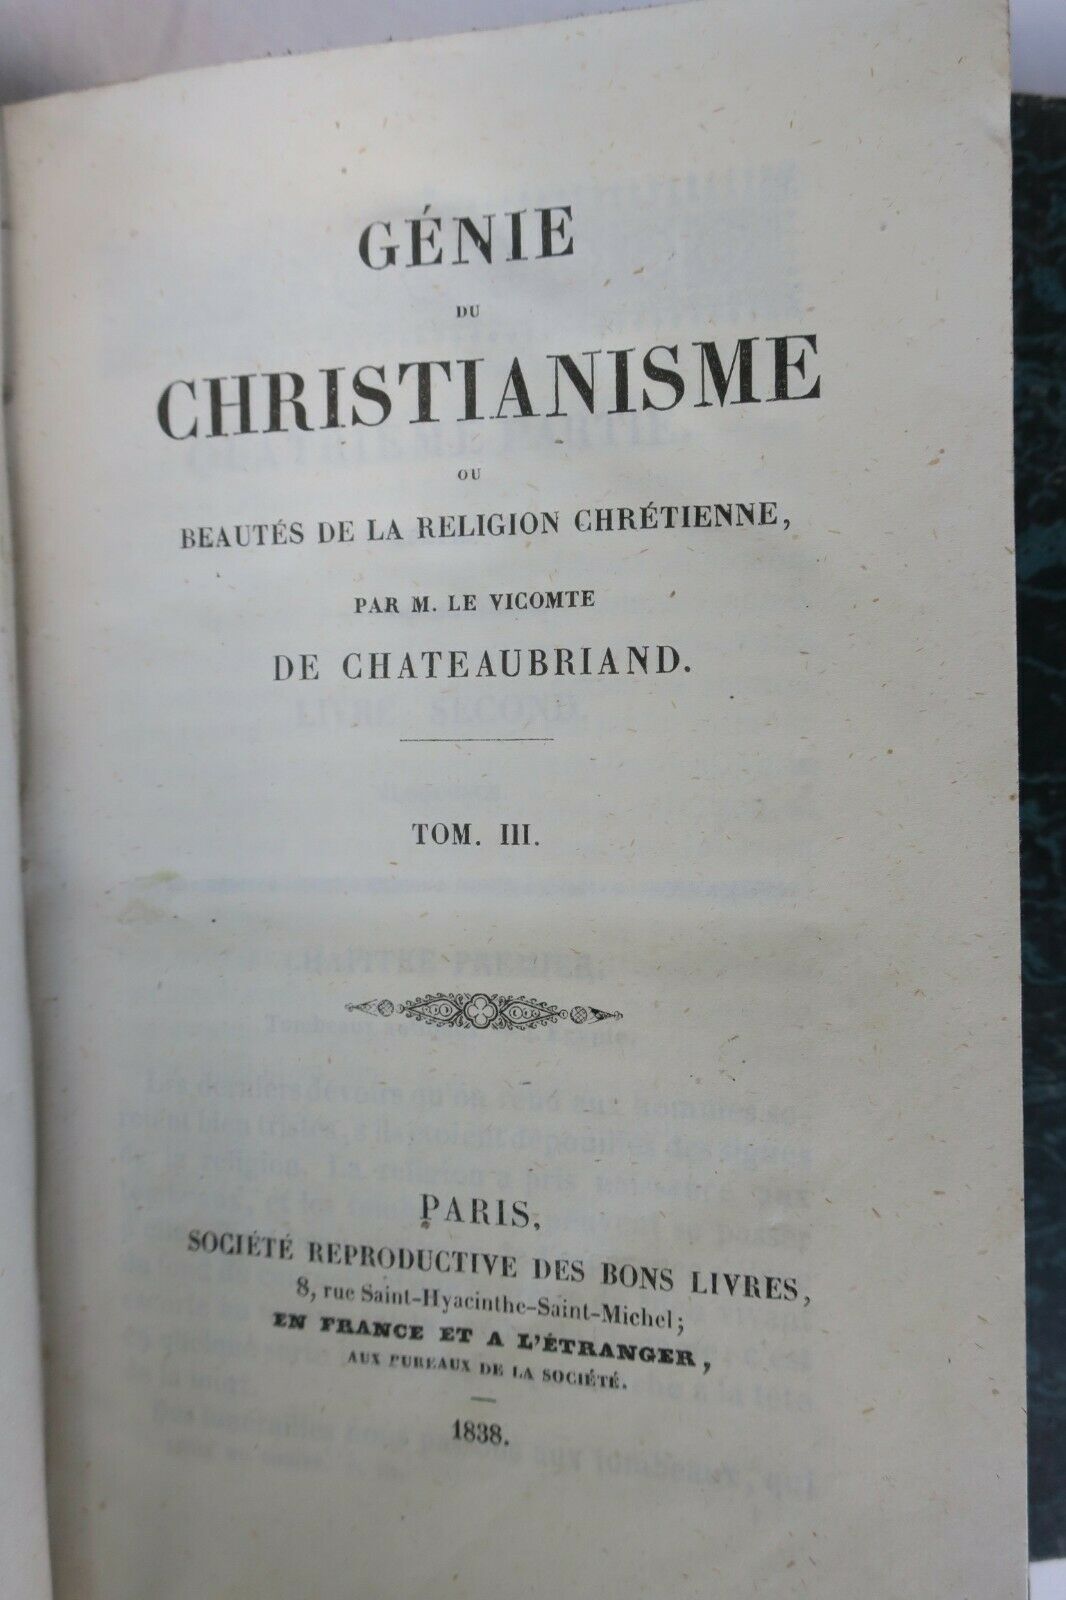 GÉNIE
DU
CHRISTIANISME
OU
BEAUTÉS DE LA RELIGION CHRÉTIENNE,
PAR M. LE VICOMTE
DE CHATEAUBRIAND.
TOM. III.
PARIS,
SOCIÉTÉ REPRODUCTIVE DES BONS LIVRES,
8, rue Saint-Hyacinthe-Saint-Michel;
EN FRANCE ET A L'ÉTRANGER,
AUX PUREAUX DE LA SOCIÉTÉ.
1838.